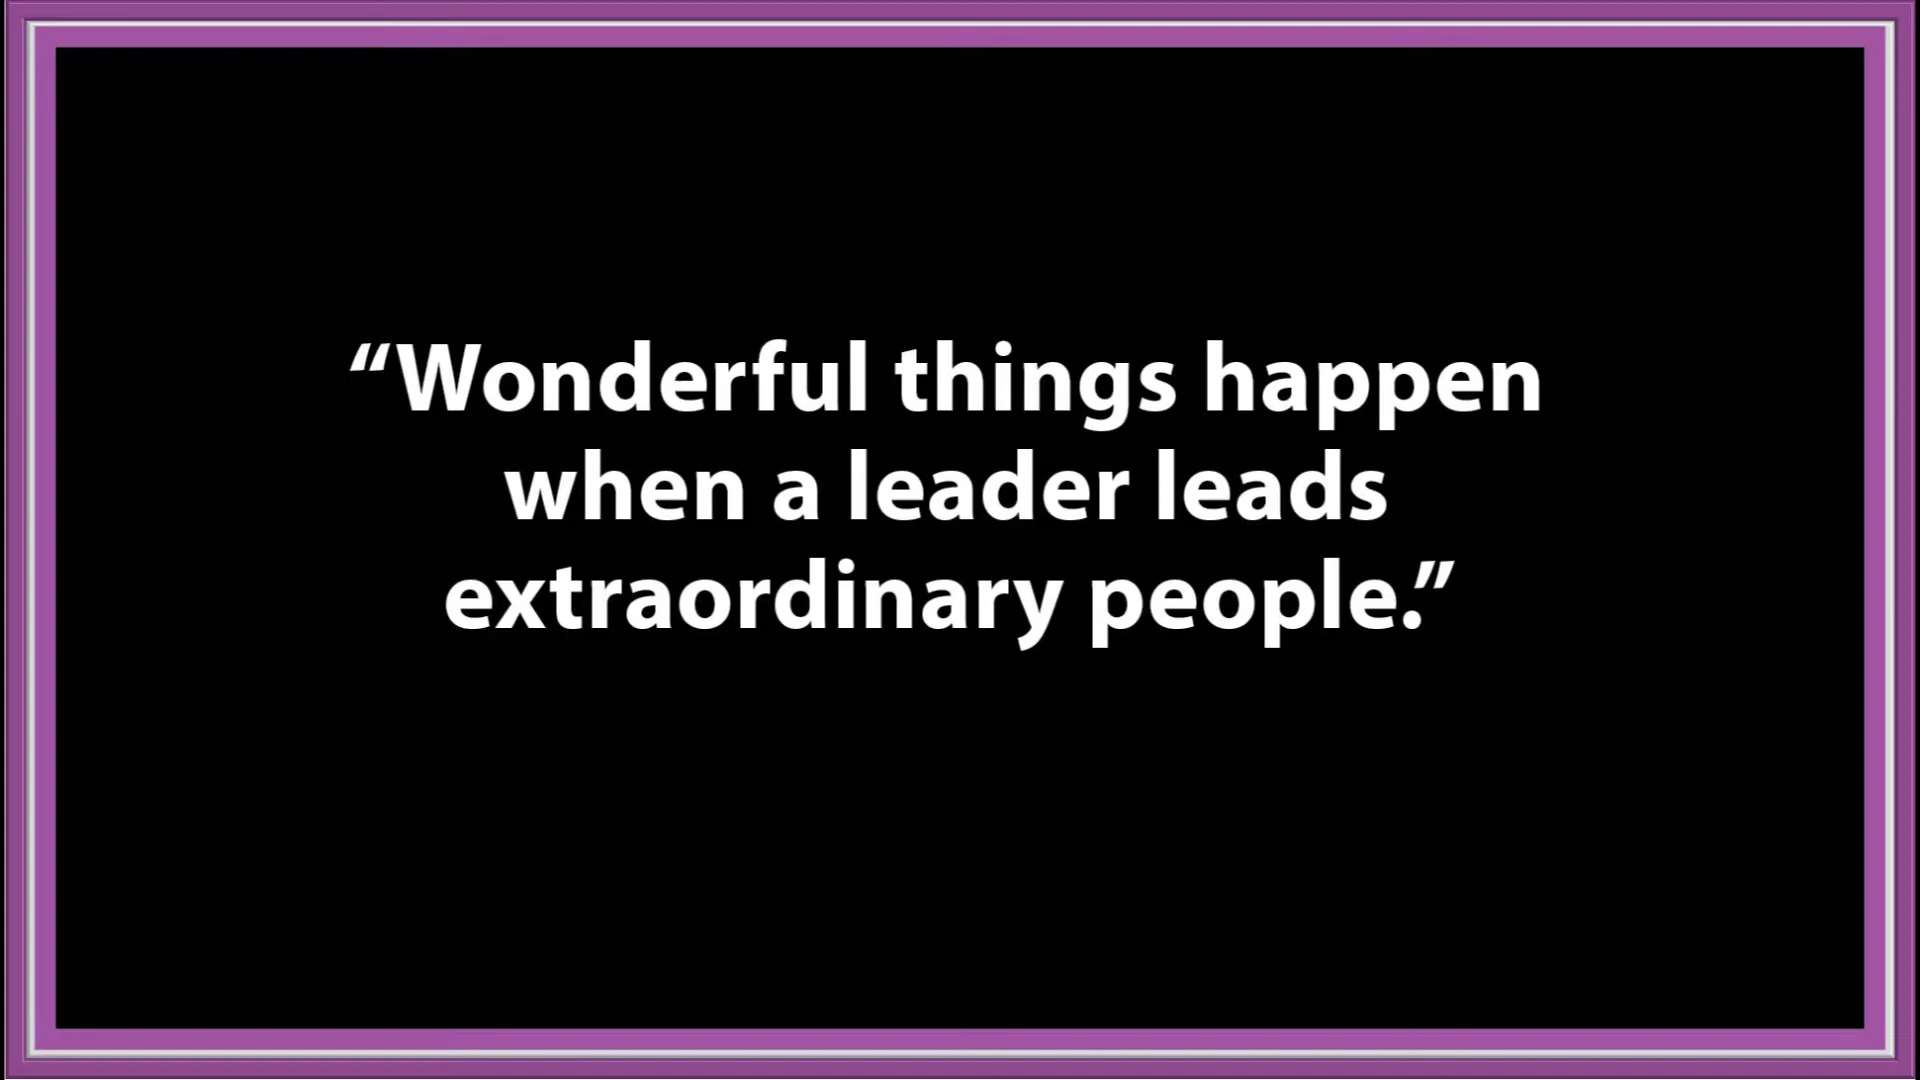 “Wonderful things happen
when a leader leads
extraordinary people.”